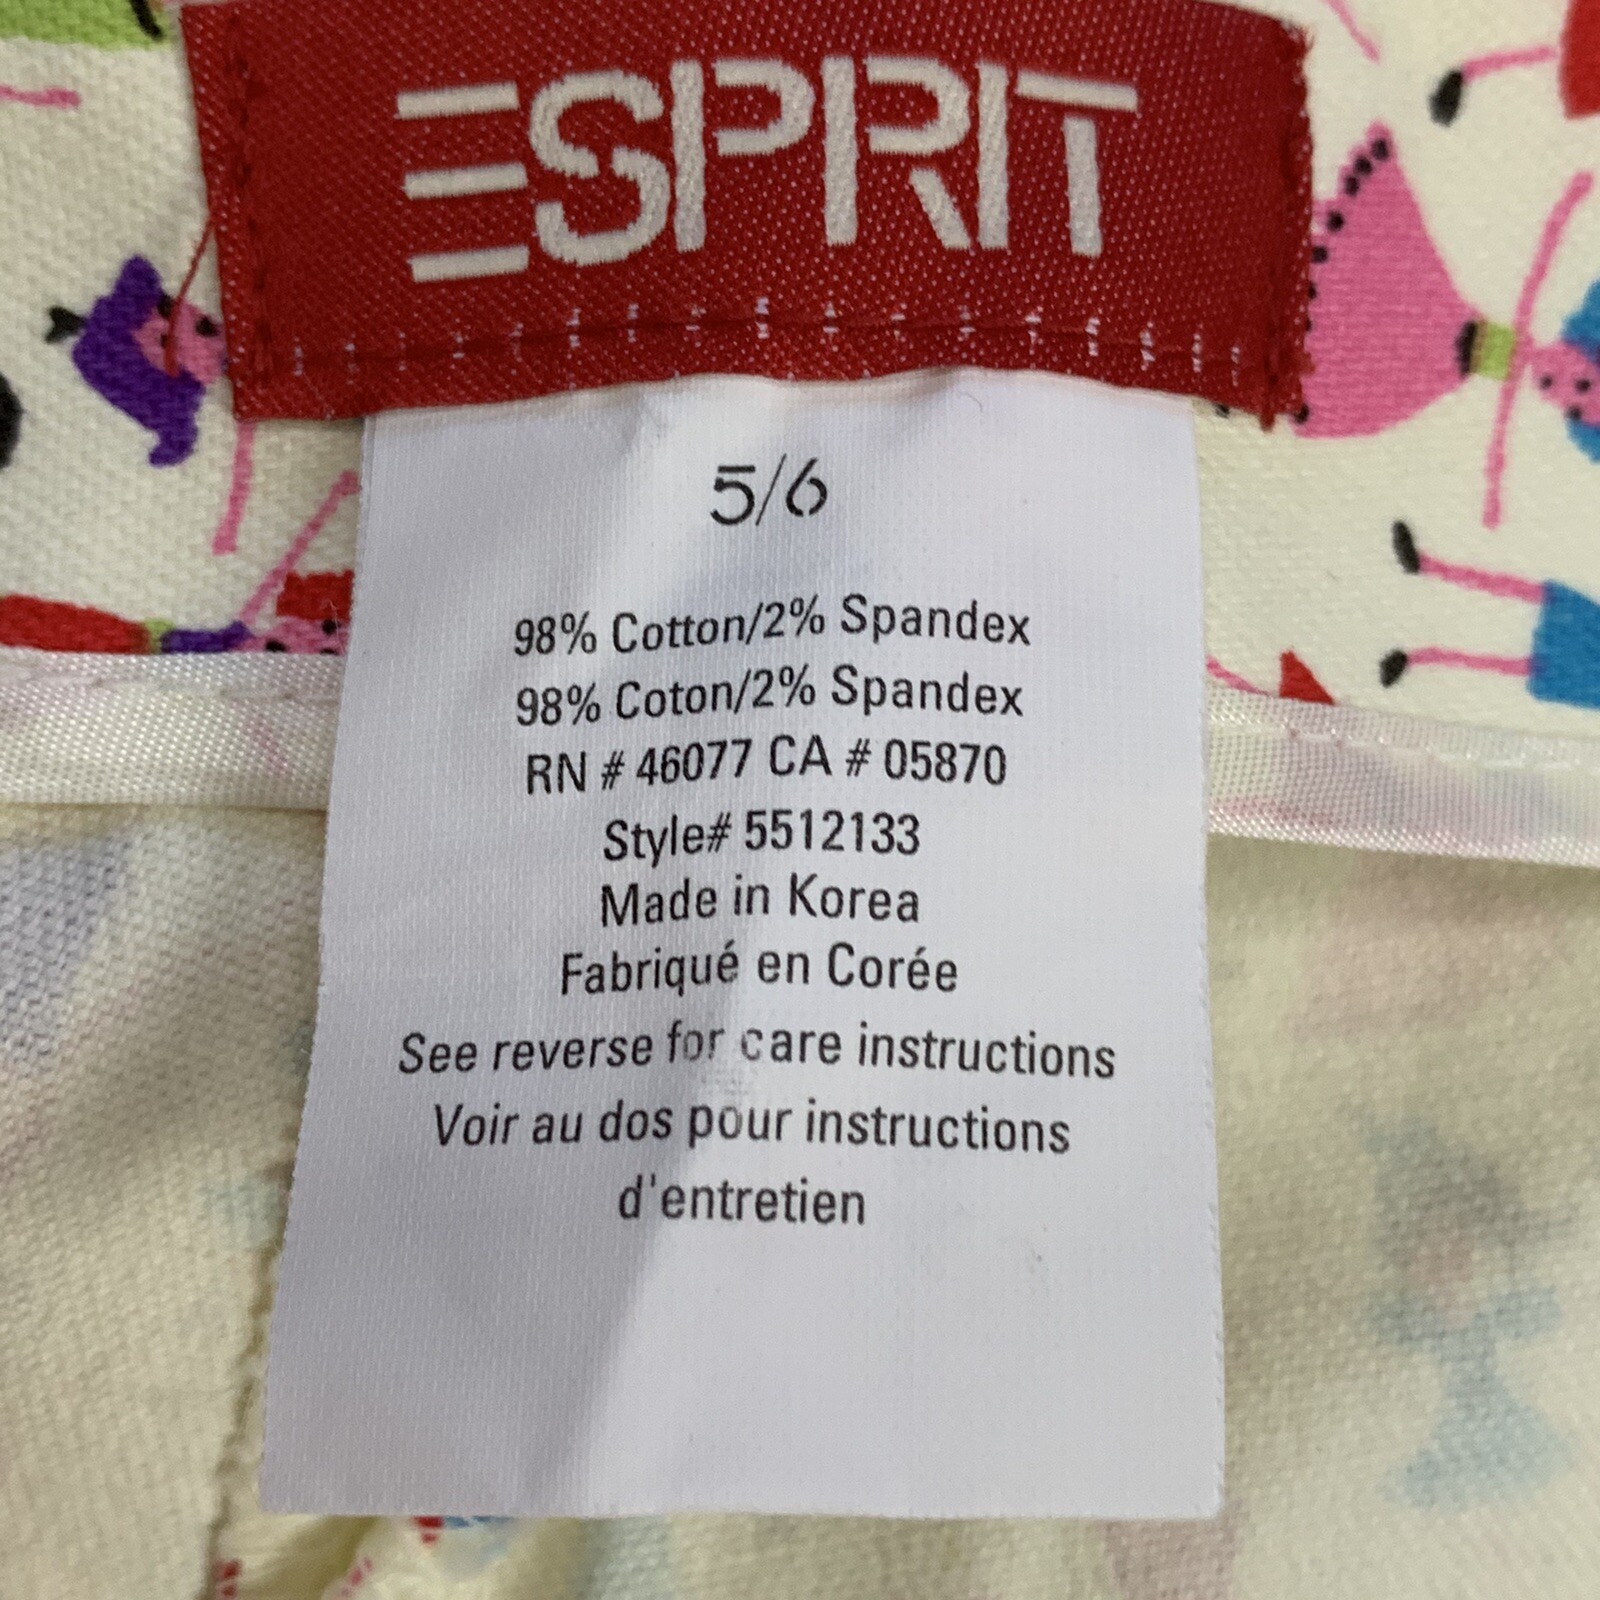 ESPRIT
5/6
98% Cotton/2% Spandex
98% Coton/2% Spandex
RN # 46077 CA # 05870
Style# 5512133
Made in Korea
Fabriqué en Corée
See reverse for care instructions
Voir au dos pour instructions
d'entretien